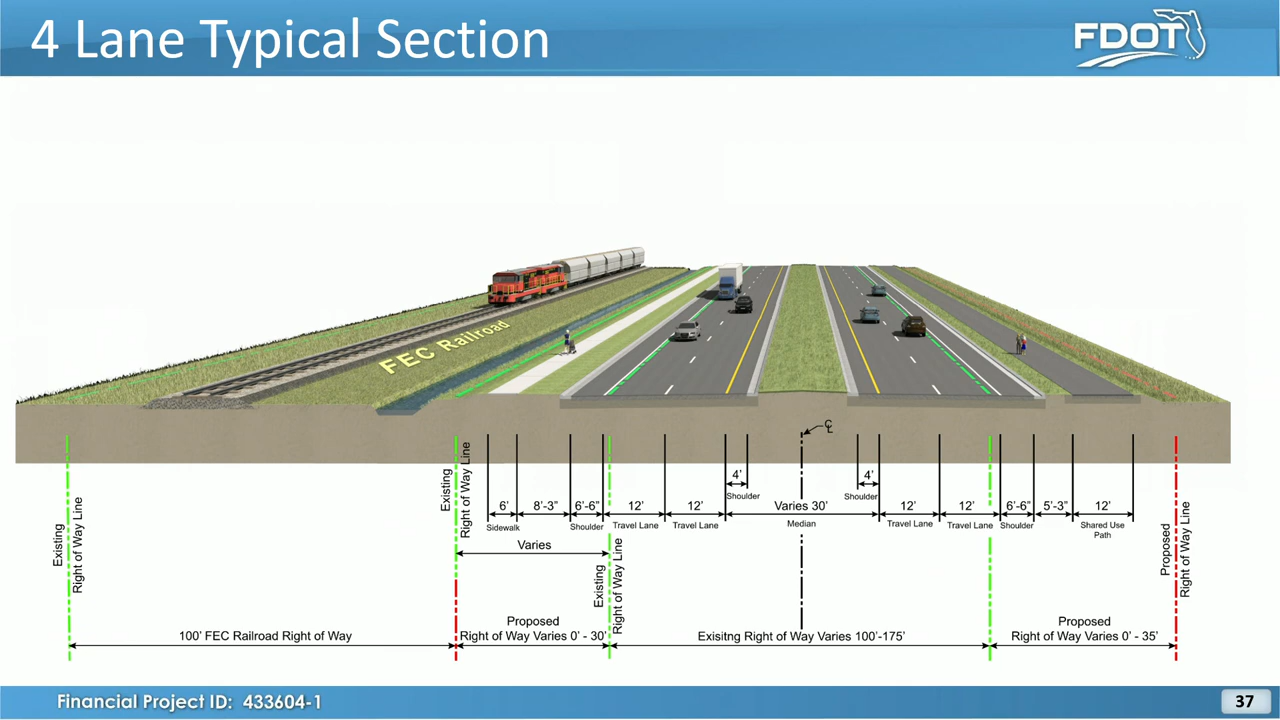 4 Lane Typical Section
FDOT
FEC Railroad
℄
Existing
Right of Way Line
Existing
Right of Way Line
6’
Sidewalk
8’-3”
6’-6”
Shoulder
12’
Travel Lane
12’
Travel Lane
4’
Shoulder
Varies 30’
Median
4’
Shoulder
12’
Travel Lane
12’
Travel Lane
6’-6”
Shoulder
5’-3”
12’
Shared Use
Path
Proposed
Right of Way Line
Varies
Existing
Right of Way Line
100’ FEC Railroad Right of Way
Proposed
Right of Way Varies 0’ - 30’
Exisitng Right of Way Varies 100’-175’
Proposed
Right of Way Varies 0’ - 35’
Financial Project ID: 433604-1
37